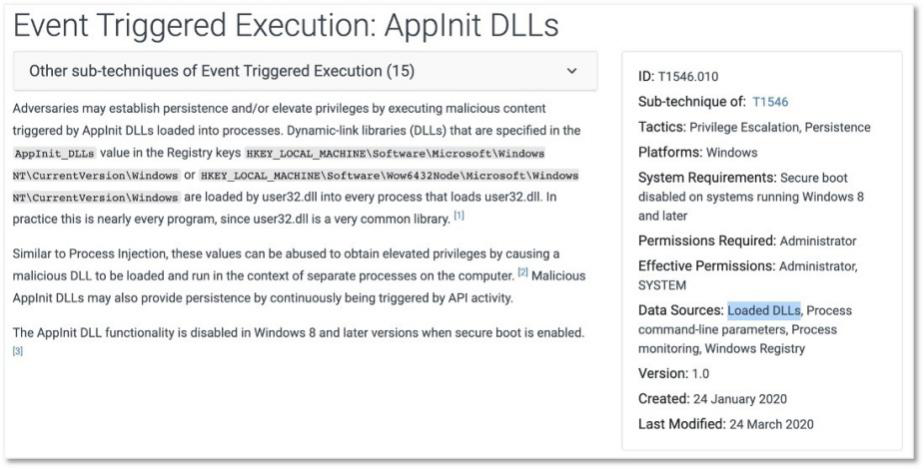 Event Triggered Execution: AppInit DLLs
Other sub-techniques of Event Triggered Execution (15)
Adversaries may establish persistence and/or elevate privileges by executing malicious content
triggered by AppInit DLLs loaded into processes. Dynamic-link libraries (DLLs) that are specified in the
AppInit_DLLs value in the Registry keys HKEY_LOCAL_MACHINE\Software\Microsoft\Windows
NT\CurrentVersion\Windows or HKEY_LOCAL_MACHINE\Software\Wow6432Node\Microsoft\Windows
NT\CurrentVersion\Windows are loaded by user32.dll into every process that loads user32.dll. In
practice this is nearly every program, since user32.dll is a very common library. [1]
Similar to Process Injection, these values can be abused to obtain elevated privileges by causing a
malicious DLL to be loaded and run in the context of separate processes on the computer. [2] Malicious
AppInit DLLs may also provide persistence by continuously being triggered by API activity.
The AppInit DLL functionality is disabled in Windows 8 and later versions when secure boot is enabled.
[3]
ID: T1546.010
Sub-technique of: T1546
Tactics: Privilege Escalation, Persistence
Platforms: Windows
System Requirements: Secure boot
disabled on systems running Windows 8
and later
Permissions Required: Administrator
Effective Permissions: Administrator,
SYSTEM
Data Sources: Loaded DLLs, Process
command-line parameters, Process
monitoring, Windows Registry
Version: 1.0
Created: 24 January 2020
Last Modified: 24 March 2020